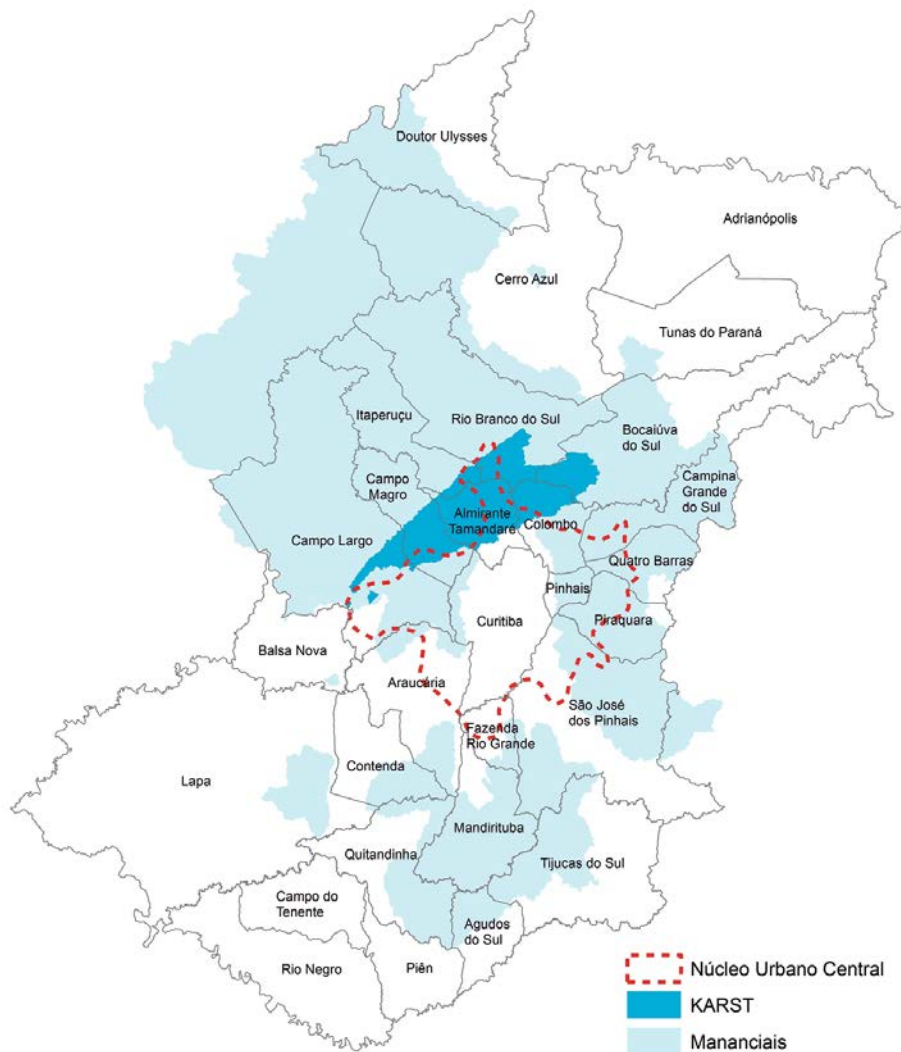 Doutor Ulysses
Adrianópolis
Cerro Azul
Tunas do Paraná
Itaperuçu
Rio Branco do Sul
Bocaiúva
do Sul
Campo
Magro
Campina
Grande
do Sul
Almirante
Tamandaré
Colombo
Campo Largo
Quatro Barras
Pinhais
Curitiba
Piraquara
Balsa Nova
Araucária
São José
dos Pinhais
Fazenda
Rio Grande
Lapa
Contenda
Mandirituba
Quitandinha
Tijucas do Sul
Campo do
Tenente
Agudos
do Sul
Rio Negro
Piên
Núcleo Urbano Central
KARST
Mananciais